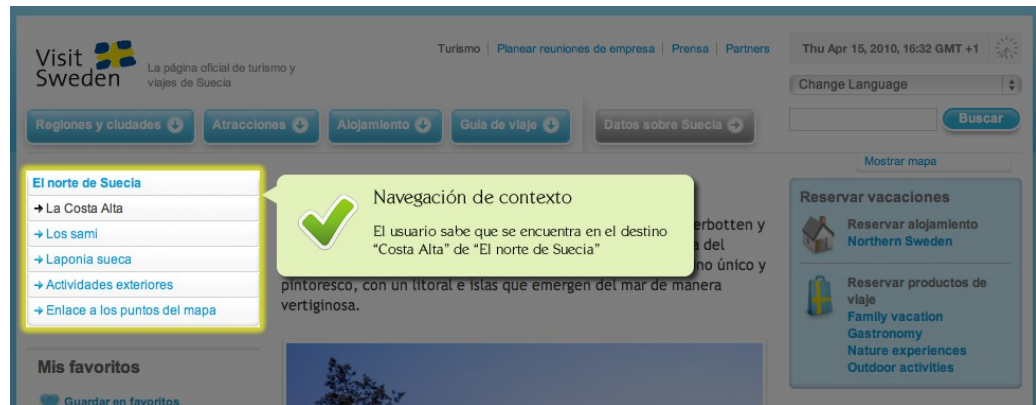 Visit
Sweden
La página oficial de turismo y
viajes de Suecia
Turismo | Planear reuniones de empresa | Prensa | Partners
Thu Apr 15, 2010, 16:32 GMT +1
Change Language
Regiones y ciudades
Atracciones
Alojamiento
Guía de viaje
Datos sobre Suecia
Buscar
Mostrar mapa
El norte de Suecia
La Costa Alta
Los sami
Laponia sueca
Actividades exteriores
Enlace a los puntos del mapa
Navegación de contexto
El usuario sabe que se encuentra en el destino
"Costa Alta" de "El norte de Suecia"
erbotten y
a del
no único y
pintoresco, con un litoral e islas que emergen del mar de manera
vertiginosa.
Mis favoritos
Guardar en favoritos
Reservar vacaciones
Reservar alojamiento
Northern Sweden
Reservar productos de
viaje
Family vacation
Gastronomy
Nature experiences
Outdoor activities